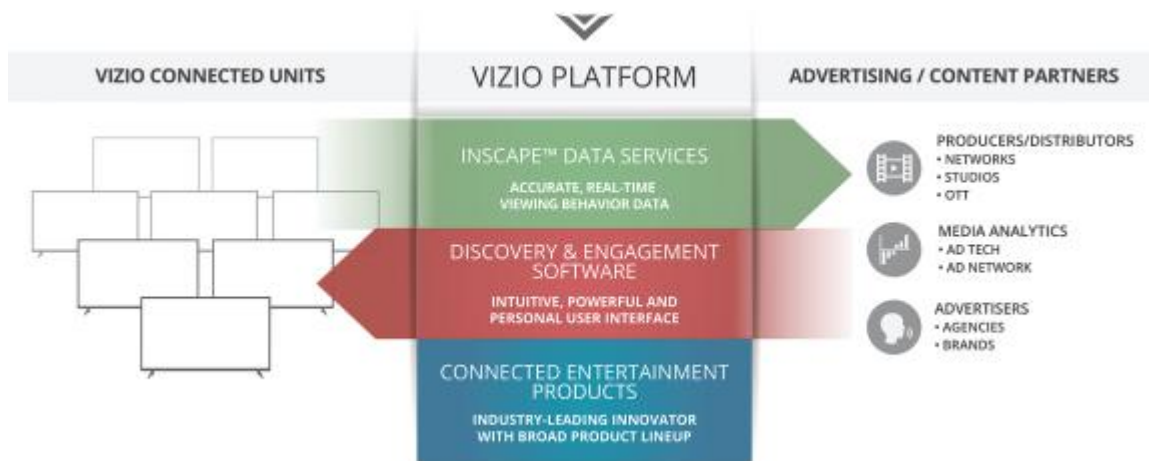 VIZIO CONNECTED UNITS
VIZIO PLATFORM
ADVERTISING / CONTENT PARTNERS
INSCAPE™ DATA SERVICES
ACCURATE, REAL-TIME
VIEWING BEHAVIOR DATA
DISCOVERY & ENGAGEMENT
SOFTWARE
INTUITIVE, POWERFUL AND
PERSONAL USER INTERFACE
CONNECTED ENTERTAINMENT
PRODUCTS
INDUSTRY-LEADING INNOVATOR
WITH BROAD PRODUCT LINEUP
PRODUCERS/DISTRIBUTORS
• NETWORKS
• STUDIOS
• OTT
MEDIA ANALYTICS
• AD TECH
• AD NETWORK
ADVERTISERS
• AGENCIES
• BRANDS